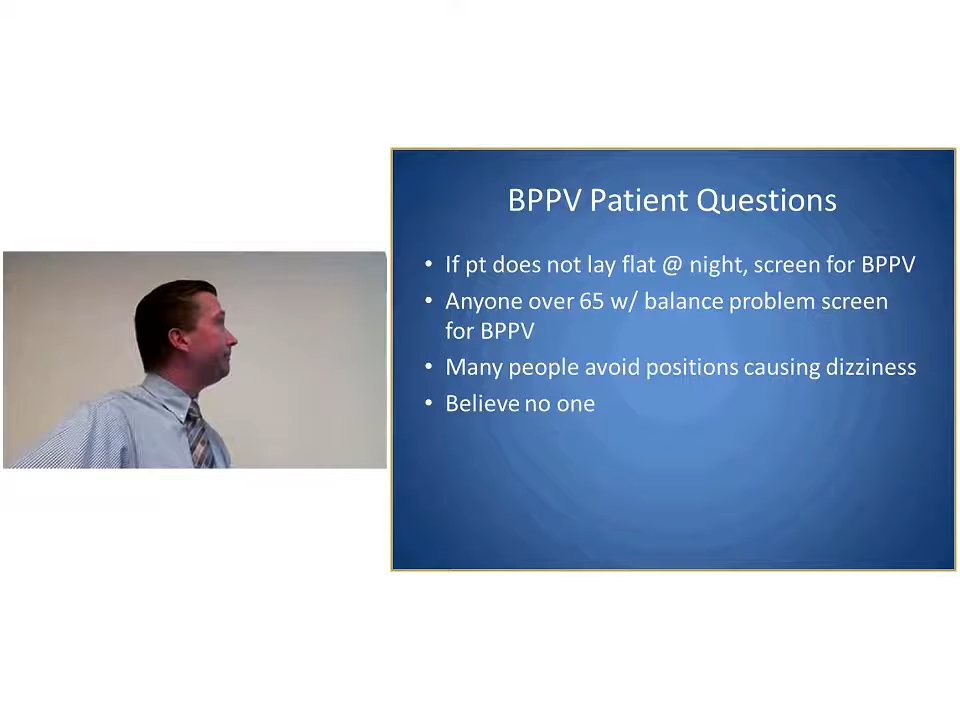 BPPV Patient Questions
• If pt does not lay flat @ night, screen for BPPV
• Anyone over 65 w/ balance problem screen
for BPPV
• Many people avoid positions causing dizziness
• Believe no one